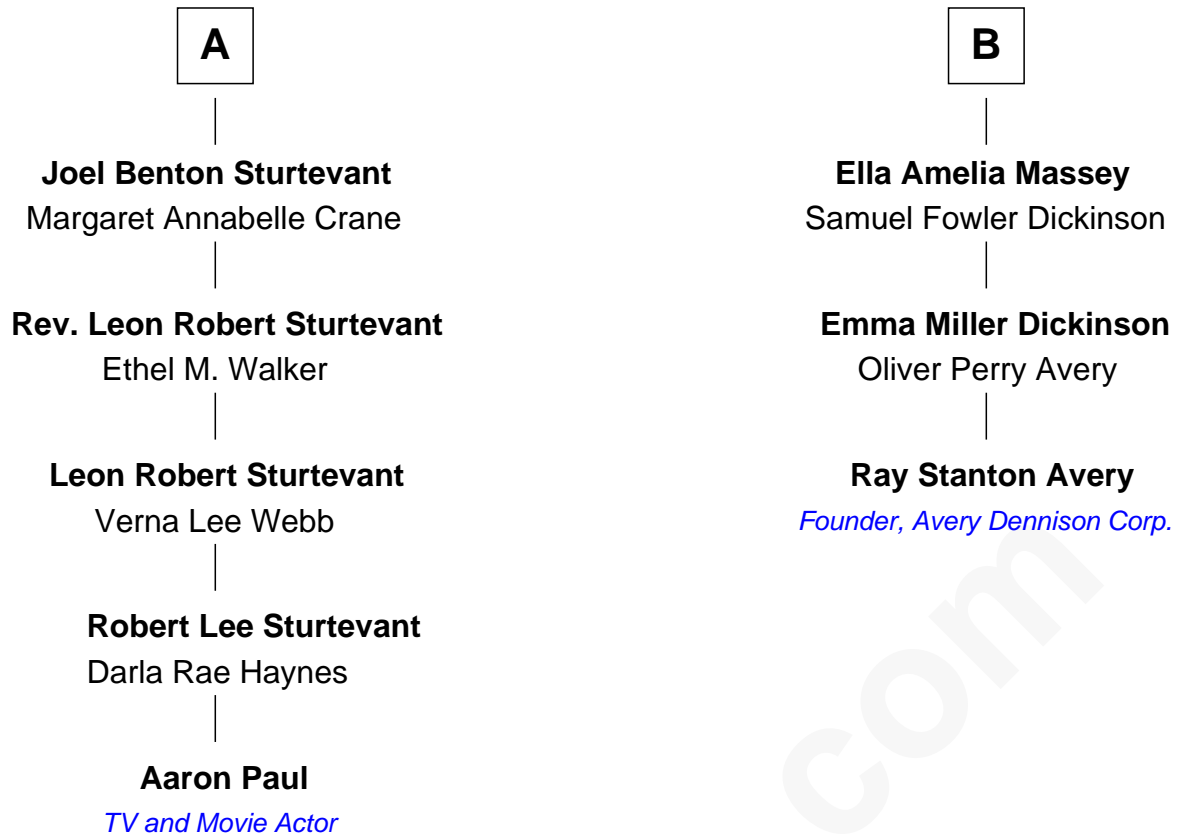 A
Joel Benton Sturtevant
Margaret Annabelle Crane
Rev. Leon Robert Sturtevant
Ethel M. Walker
Leon Robert Sturtevant
Verna Lee Webb
Robert Lee Sturtevant
Darla Rae Haynes
Aaron Paul
TV and Movie Actor
B
Ella Amelia Massey
Samuel Fowler Dickinson
Emma Miller Dickinson
Oliver Perry Avery
Ray Stanton Avery
Founder, Avery Dennison Corp.
com